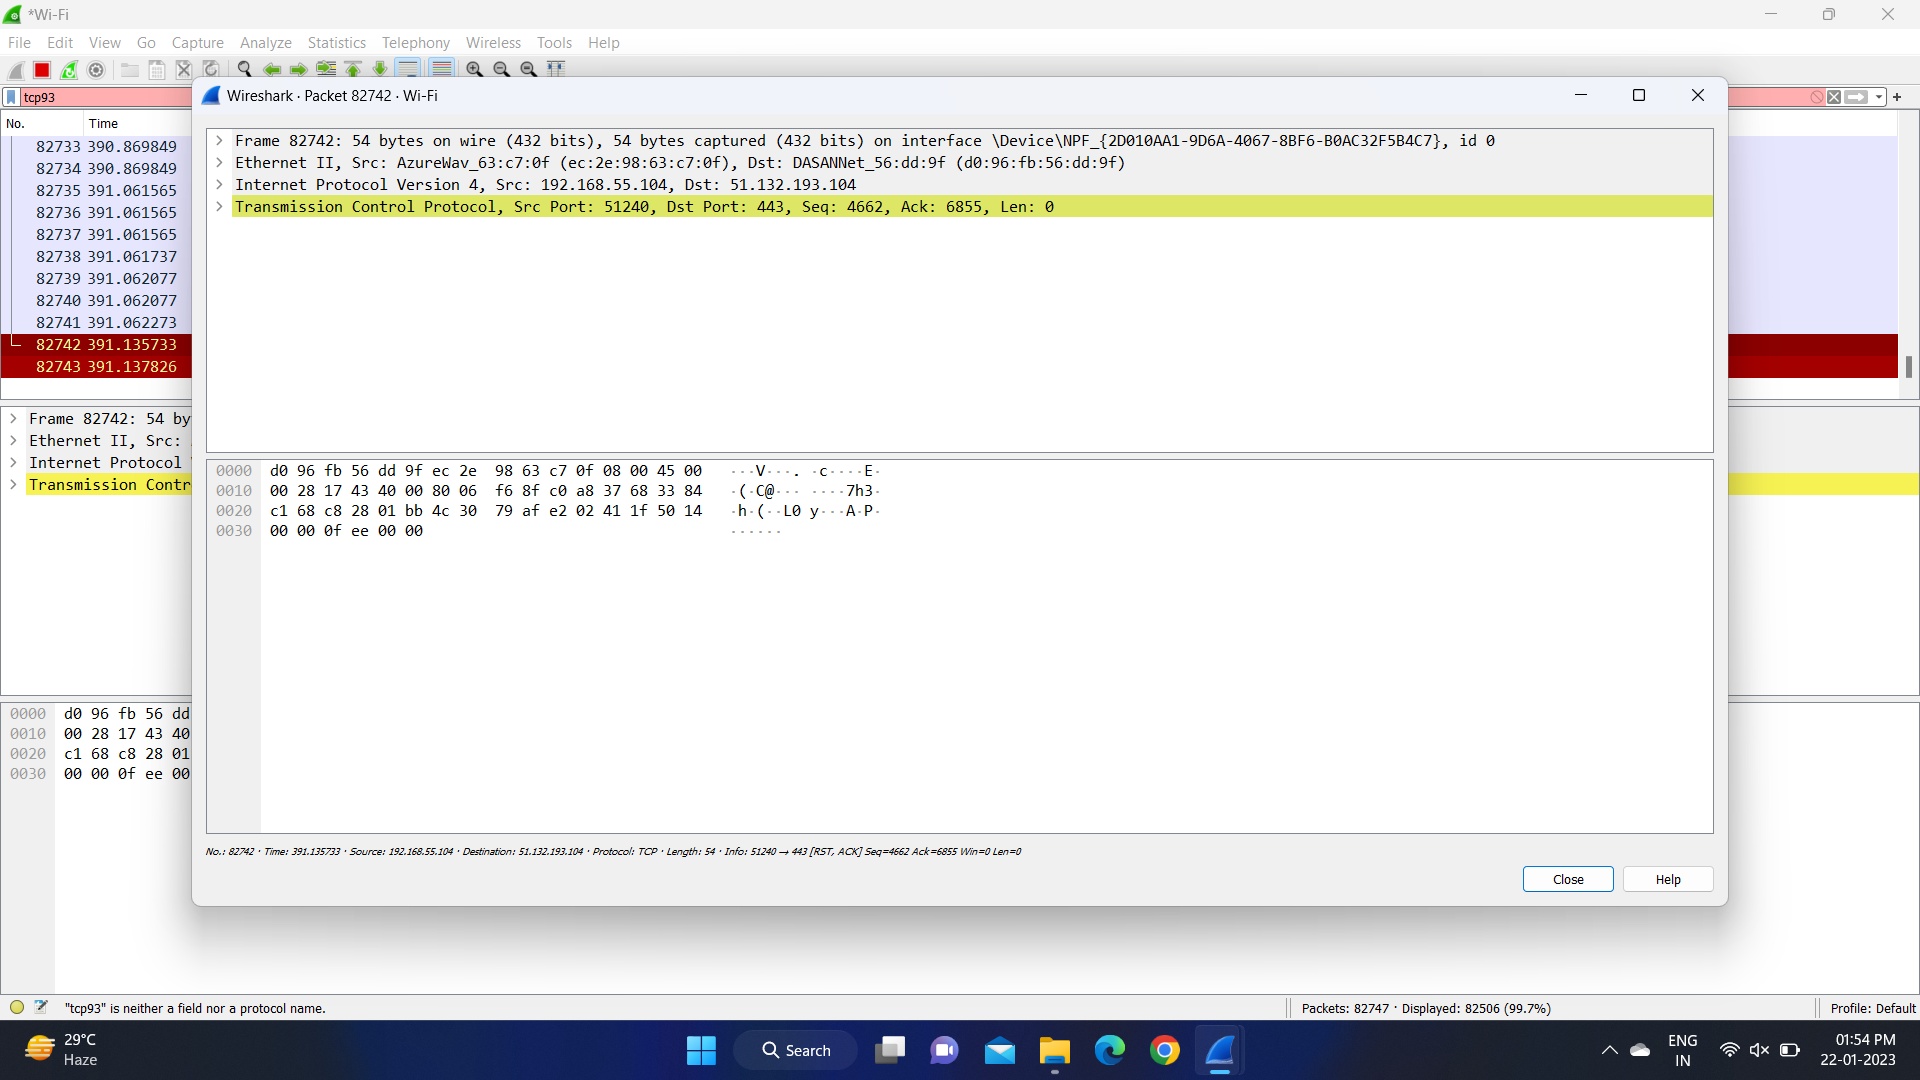 *Wi-Fi
File Edit View Go Capture Analyze Statistics Telephony Wireless Tools Help
tcp93
No. Time
82733 390.869849
82734 390.869849
82735 391.061565
82736 391.061565
82737 391.061565
82738 391.061737
82739 391.062077
82740 391.062077
82741 391.062273
82742 391.135733
82743 391.137826
Frame 82742: 54 by
Ethernet II, Src:
Internet Protocol
Transmission Contr
0000 d0 96 fb 56 dd
0010 00 28 17 43 40
0020 c1 68 c8 28 01
0030 00 00 0f ee 00
Wireshark · Packet 82742 · Wi-Fi
Frame 82742: 54 bytes on wire (432 bits), 54 bytes captured (432 bits) on interface \Device\NPF_{2D010AA1-9D6A-4067-8BF6-B0AC32F5B4C7}, id 0
Ethernet II, Src: AzureWav_63:c7:0f (ec:2e:98:63:c7:0f), Dst: DASANNet_56:dd:9f (d0:96:fb:56:dd:9f)
Internet Protocol Version 4, Src: 192.168.55.104, Dst: 51.132.193.104
Transmission Control Protocol, Src Port: 51240, Dst Port: 443, Seq: 4662, Ack: 6855, Len: 0
0000 d0 96 fb 56 dd 9f ec 2e 98 63 c7 0f 08 00 45 00 ···V···. ·c····E·
0010 00 28 17 43 40 00 80 06 f6 8f c0 a8 37 68 33 84 ·(·C@··· ····7h3·
0020 c1 68 c8 28 01 bb 4c 30 79 af e2 02 41 1f 50 14 ·h·(··L0 y···A·P·
0030 00 00 0f ee 00 00 ······
No.: 82742 · Time: 391.135733 · Source: 192.168.55.104 · Destination: 51.132.193.104 · Protocol: TCP · Length: 54 · Info: 51240 → 443 [RST, ACK] Seq=4662 Ack=6855 Win=0 Len=0
Close Help
"tcp93" is neither a field nor a protocol name. Packets: 82747 · Displayed: 82506 (99.7%) Profile: Default
29°C
Haze
Search
ENG
IN
01:54 PM
22-01-2023